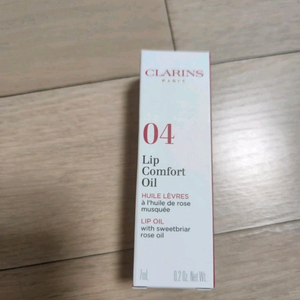 CLARINS
PARIS
04
Lip
Comfort
Oil
HUILE LÈVRES
à l'huile de rose
musquée
LIP OIL
with sweetbriar
rose oil
7mL 0.2 Oz. Net Wt.